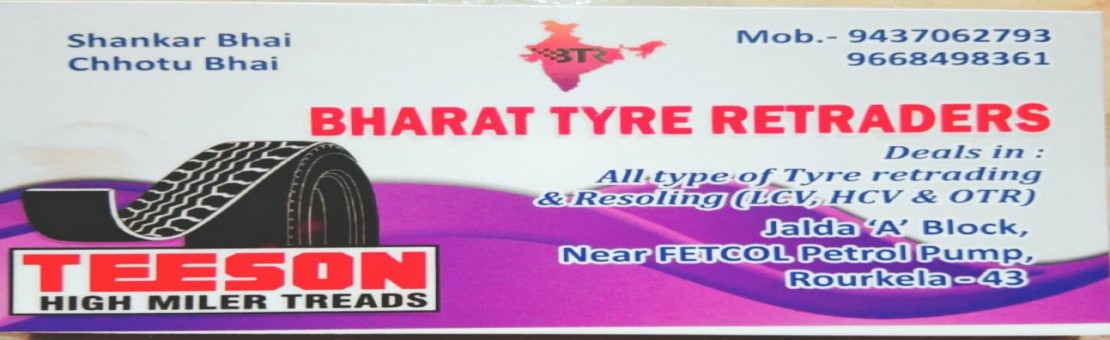 Shankar Bhai
Chhotu Bhai
BTR
Mob.- 9437062793
9668498361
BHARAT TYRE RETRADERS
Deals in :
All type of Tyre retrading
& Resoling (LCV, HCV & OTR)
Jalda 'A' Block,
Near FETCOL Petrol Pump,
Rourkela - 43
TEESON
HIGH MILER TREADS